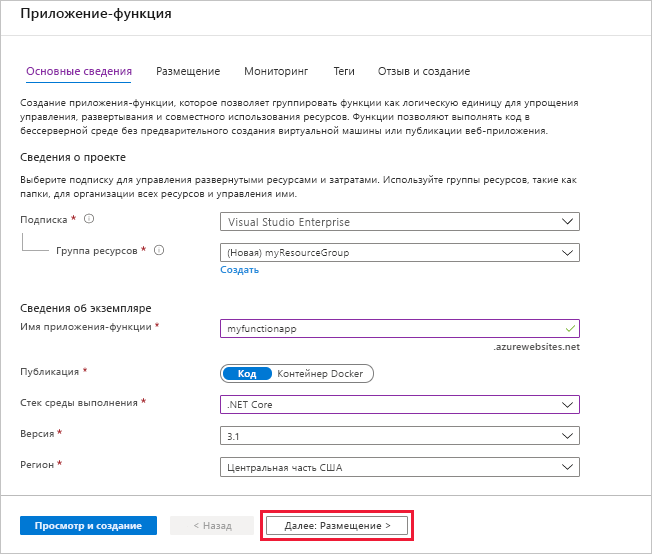 Приложение-функция
Основные сведения Размещение Мониторинг Теги Отзыв и создание
Создание приложения-функции, которое позволяет группировать функции как логическую единицу для упрощения
управления, развертывания и совместного использования ресурсов. Функции позволяют выполнять код в
бессерверной среде без предварительного создания виртуальной машины или публикации веб-приложения.
Сведения о проекте
Выберите подписку для управления развернутыми ресурсами и затратами. Используйте группы ресурсов, такие как
папки, для организации всех ресурсов и управления ими.
Подписка * Visual Studio Enterprise
Группа ресурсов * (Новая) myResourceGroup
Создать
Сведения об экземпляре
Имя приложения-функции * myfunctionapp
.azurewebsites.net
Публикация * Код Контейнер Docker
Стек среды выполнения * .NET Core
Версия * 3.1
Регион * Центральная часть США
Просмотр и создание < Назад Далее: Размещение >